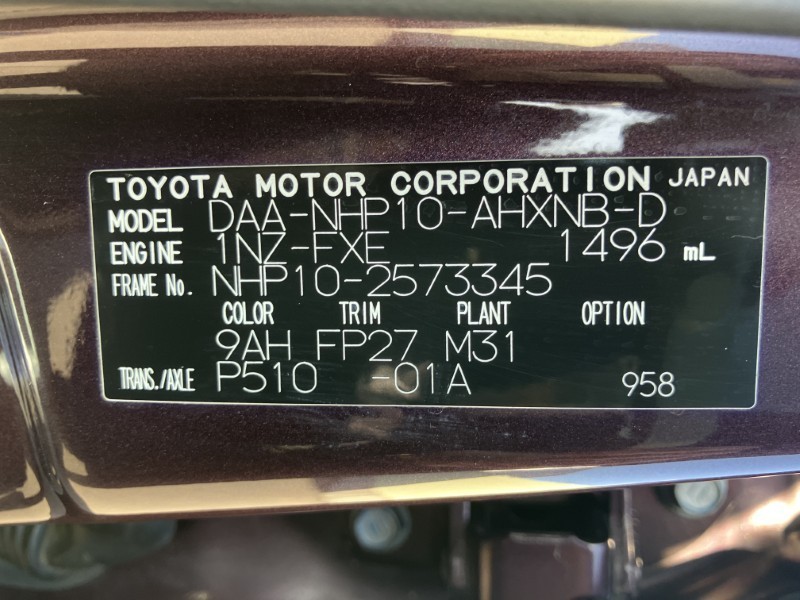 TOYOTA MOTOR CORPORATION JAPAN
MODEL DAA-NHP10-AHXNB-D
ENGINE 1NZ-FXE 1496 mL
FRAME No. NHP10-2573345
COLOR TRIM PLANT OPTION
9AH FP27 M31
TRANS./AXLE P510 -01A 958